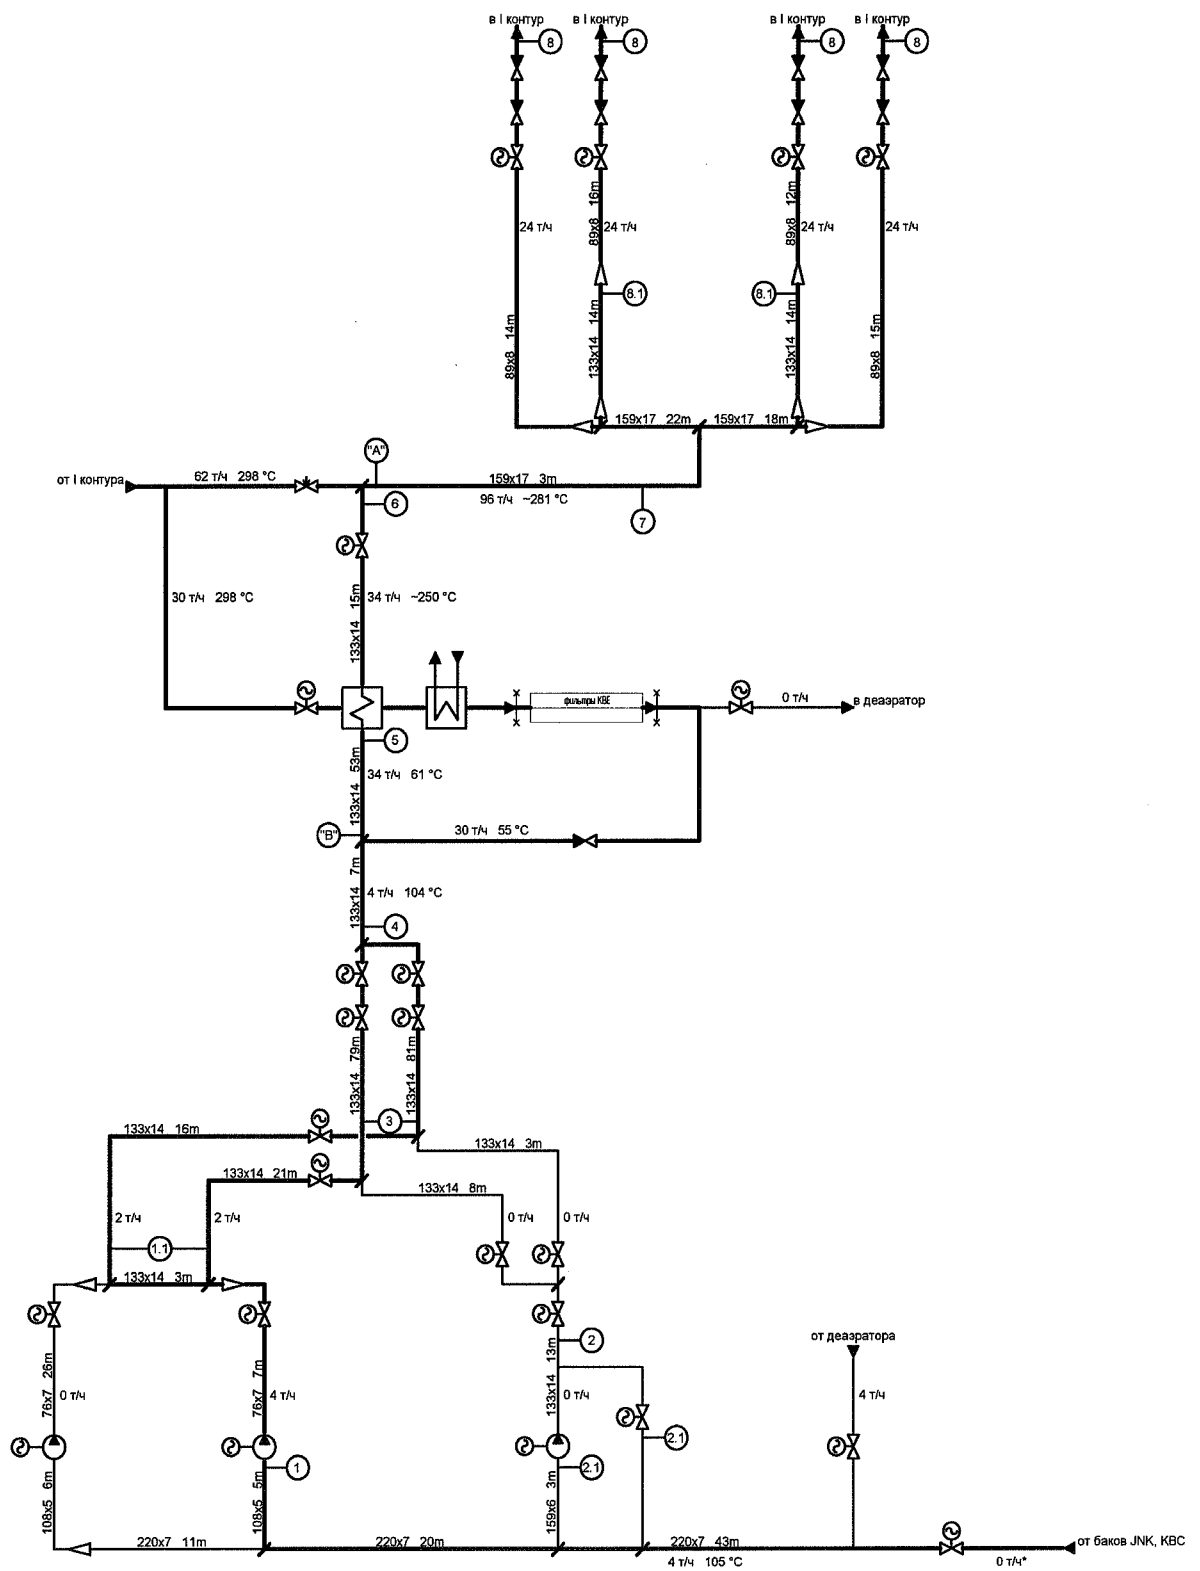 в I контур в I контур в I контур в I контур
8 8 8 8
89x8 16m 89x8 12m
24 т/ч 24 т/ч 24 т/ч 24 т/ч
8.1 8.1
89x8 14m 133x14 14m 133x14 14m 89x8 15m
159x17 22m 159x17 18m
"A"
от I контура 62 т/ч 298 °C 159x17 3m
96 т/ч ~281 °C
6
7
30 т/ч 298 °C 133x14 15m 34 т/ч ~250 °C
фильтры KBE 0 т/ч в деаэратор
5
133x14 53m 34 т/ч 61 °C
"B" 30 т/ч 55 °C
133x14 7m 4 т/ч 104 °C
4
133x14 79m 133x14 81m
3
133x14 16m 133x14 3m
133x14 21m 133x14 8m
2 т/ч 2 т/ч 0 т/ч 0 т/ч
1.1
133x14 3m
2
от деаэратора
76x7 26m 0 т/ч 76x7 7m 4 т/ч 133x14 13m 0 т/ч 4 т/ч
2.1
1 2.1
108x5 6m 108x5 5m 159x6 3m
220x7 11m 220x7 20m 220x7 43m от баков JNK, KBC
4 т/ч 105 °C 0 т/ч*